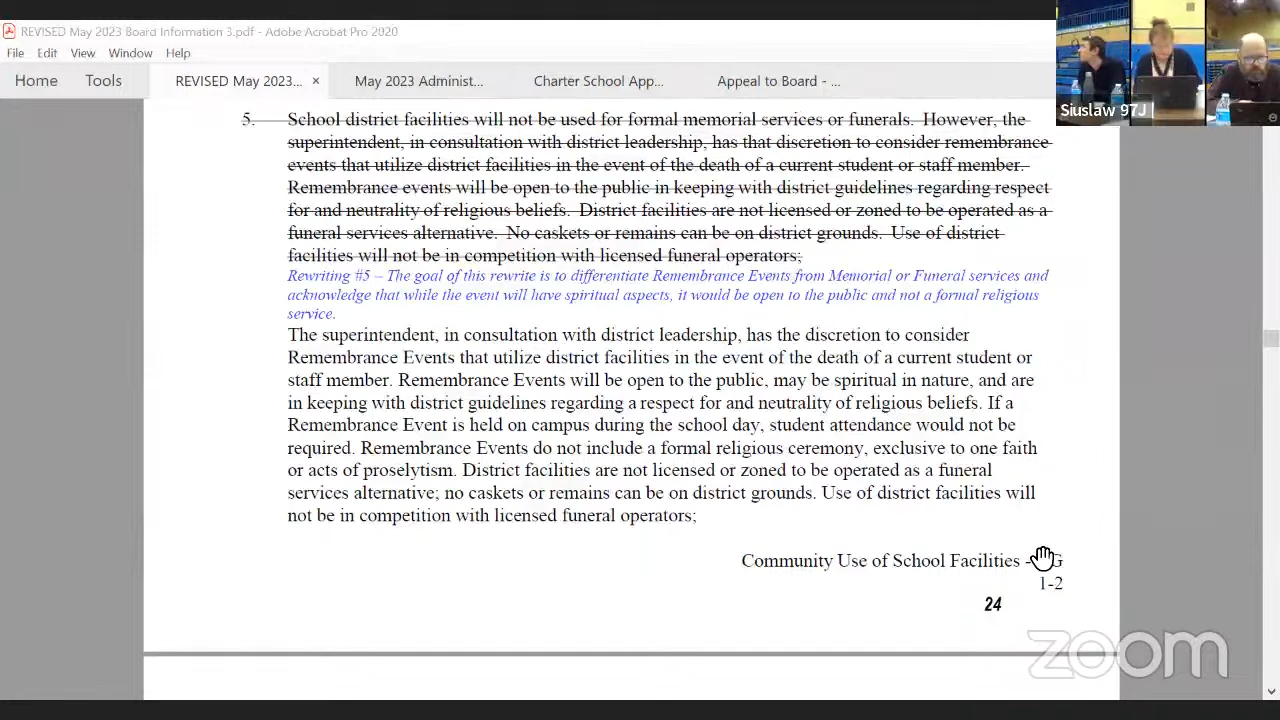 REVISED May 2023 Board Information 3.pdf - Adobe Acrobat Pro 2020
File Edit View Window Help
Home Tools REVISED May 2023... × May 2023 Administ... Charter School App... Appeal to Board - ...
Siuslaw 97J
5. School district facilities will not be used for formal memorial services or funerals. However, the
superintendent, in consultation with district leadership, has that discretion to consider remembrance
events that utilize district facilities in the event of the death of a current student or staff member.
Remembrance events will be open to the public in keeping with district guidelines regarding respect
for and neutrality of religious beliefs. District facilities are not licensed or zoned to be operated as a
funeral services alternative. No caskets or remains can be on district grounds. Use of district
facilities will not be in competition with licensed funeral operators;
Rewriting #5 – The goal of this rewrite is to differentiate Remembrance Events from Memorial or Funeral services and
acknowledge that while the event will have spiritual aspects, it would be open to the public and not a formal religious
service.
The superintendent, in consultation with district leadership, has the discretion to consider
Remembrance Events that utilize district facilities in the event of the death of a current student or
staff member. Remembrance Events will be open to the public, may be spiritual in nature, and are
in keeping with district guidelines regarding a respect for and neutrality of religious beliefs. If a
Remembrance Event is held on campus during the school day, student attendance would not be
required. Remembrance Events do not include a formal religious ceremony, exclusive to one faith
or acts of proselytism. District facilities are not licensed or zoned to be operated as a funeral
services alternative; no caskets or remains can be on district grounds. Use of district facilities will
not be in competition with licensed funeral operators;
Community Use of School Facilities -
1-2
24
zoom